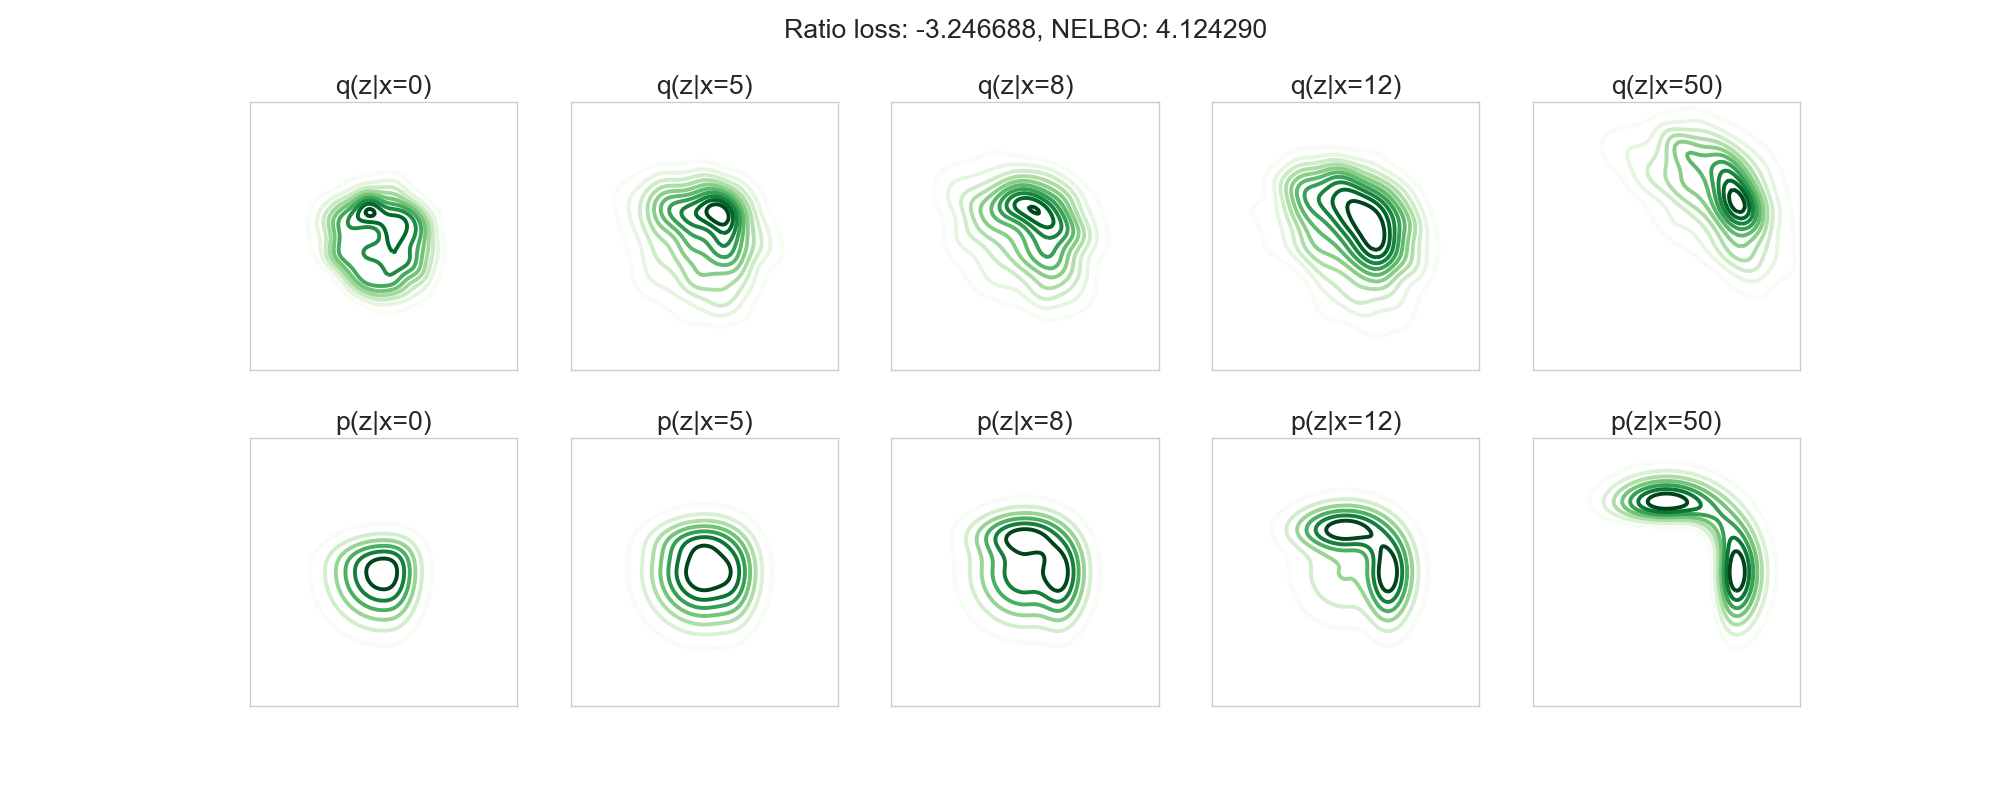 Ratio loss: -3.246688, NELBO: 4.124290
q(z|x=0) q(z|x=5) q(z|x=8) q(z|x=12) q(z|x=50)
p(z|x=0) p(z|x=5) p(z|x=8) p(z|x=12) p(z|x=50)